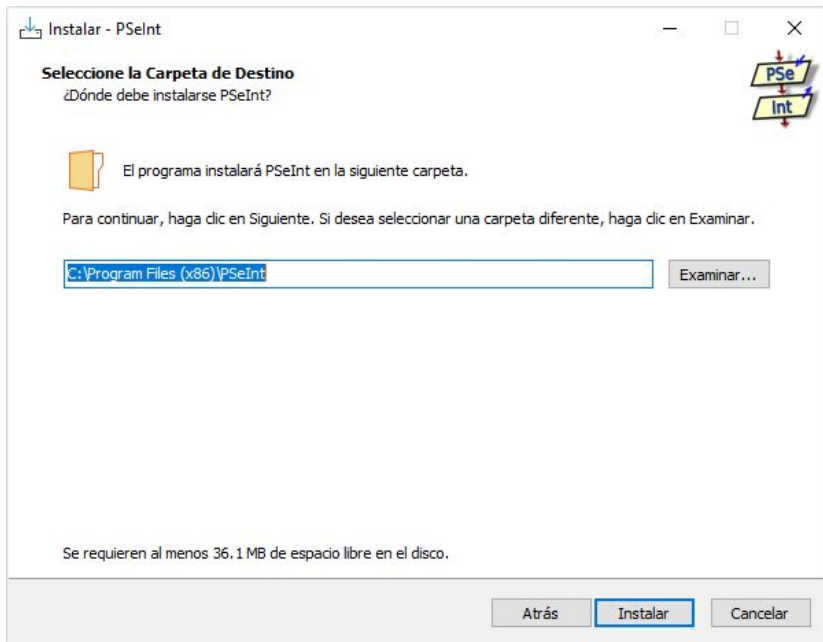 Instalar - PSeInt
Seleccione la Carpeta de Destino
¿Dónde debe instalarse PSeInt?
PSe
Int
El programa instalará PSeInt en la siguiente carpeta.
Para continuar, haga clic en Siguiente. Si desea seleccionar una carpeta diferente, haga clic en Examinar.
C:\Program Files (x86)\PSeInt
Examinar...
Se requieren al menos 36.1 MB de espacio libre en el disco.
Atrás
Instalar
Cancelar